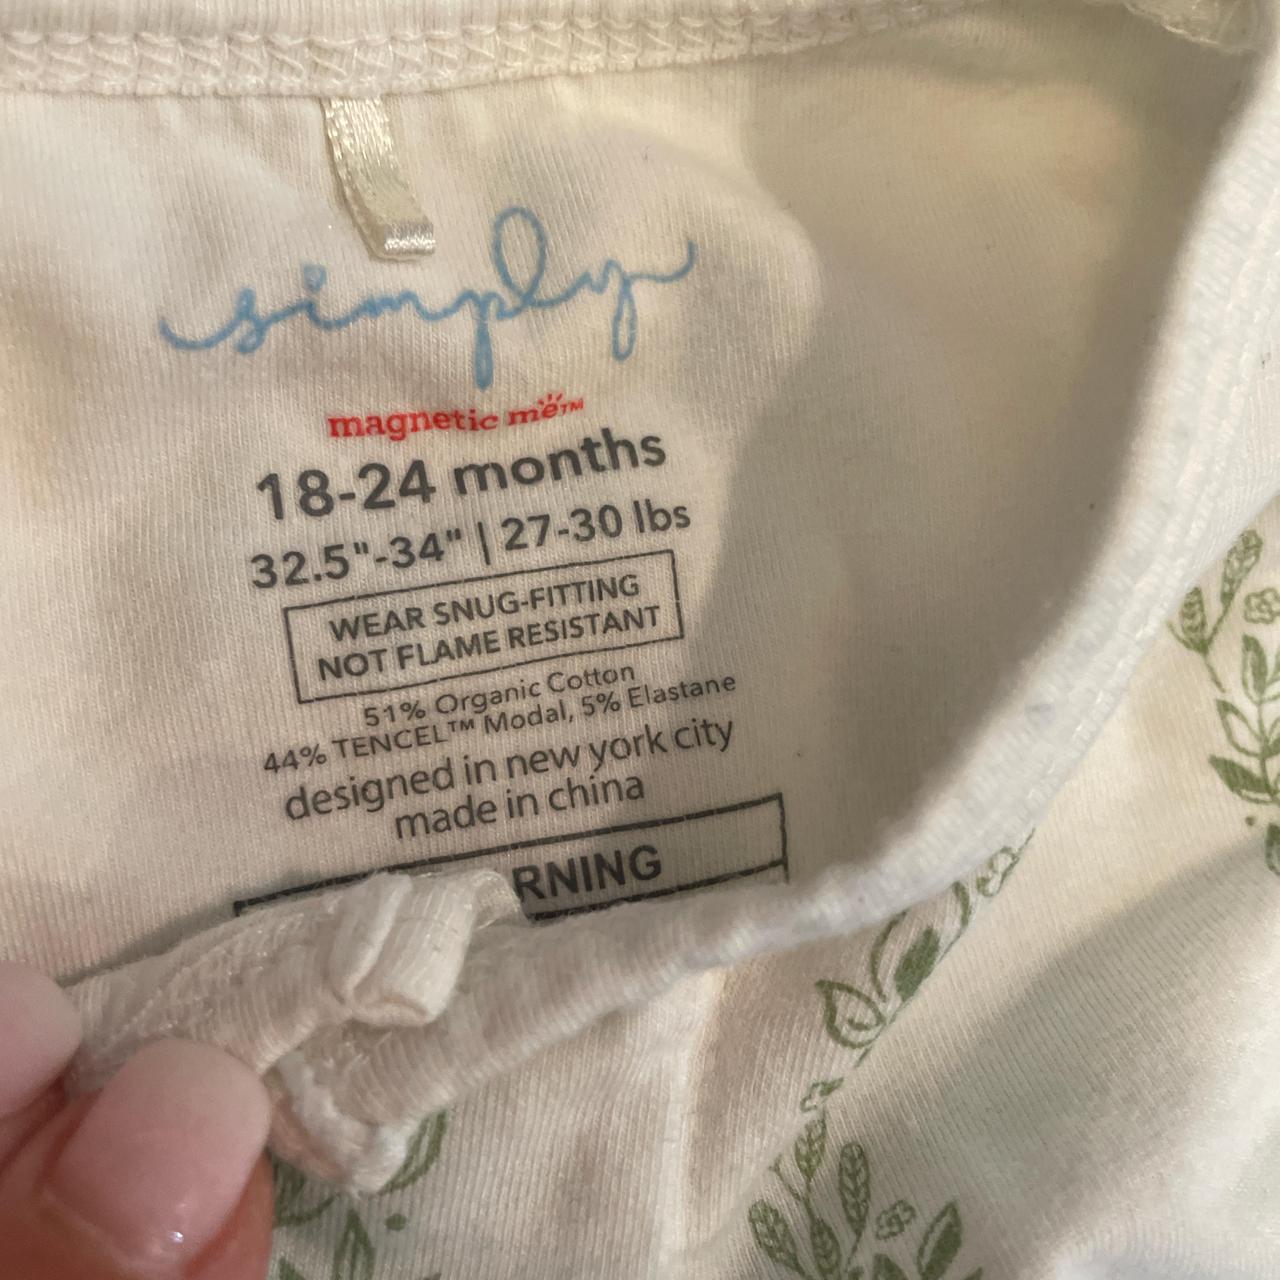 simply
magnetic me™
18-24 months
32.5"-34" | 27-30 lbs
WEAR SNUG-FITTING
NOT FLAME RESISTANT
51% Organic Cotton
44% TENCEL™ Modal, 5% Elastane
designed in new york city
made in china
RNING